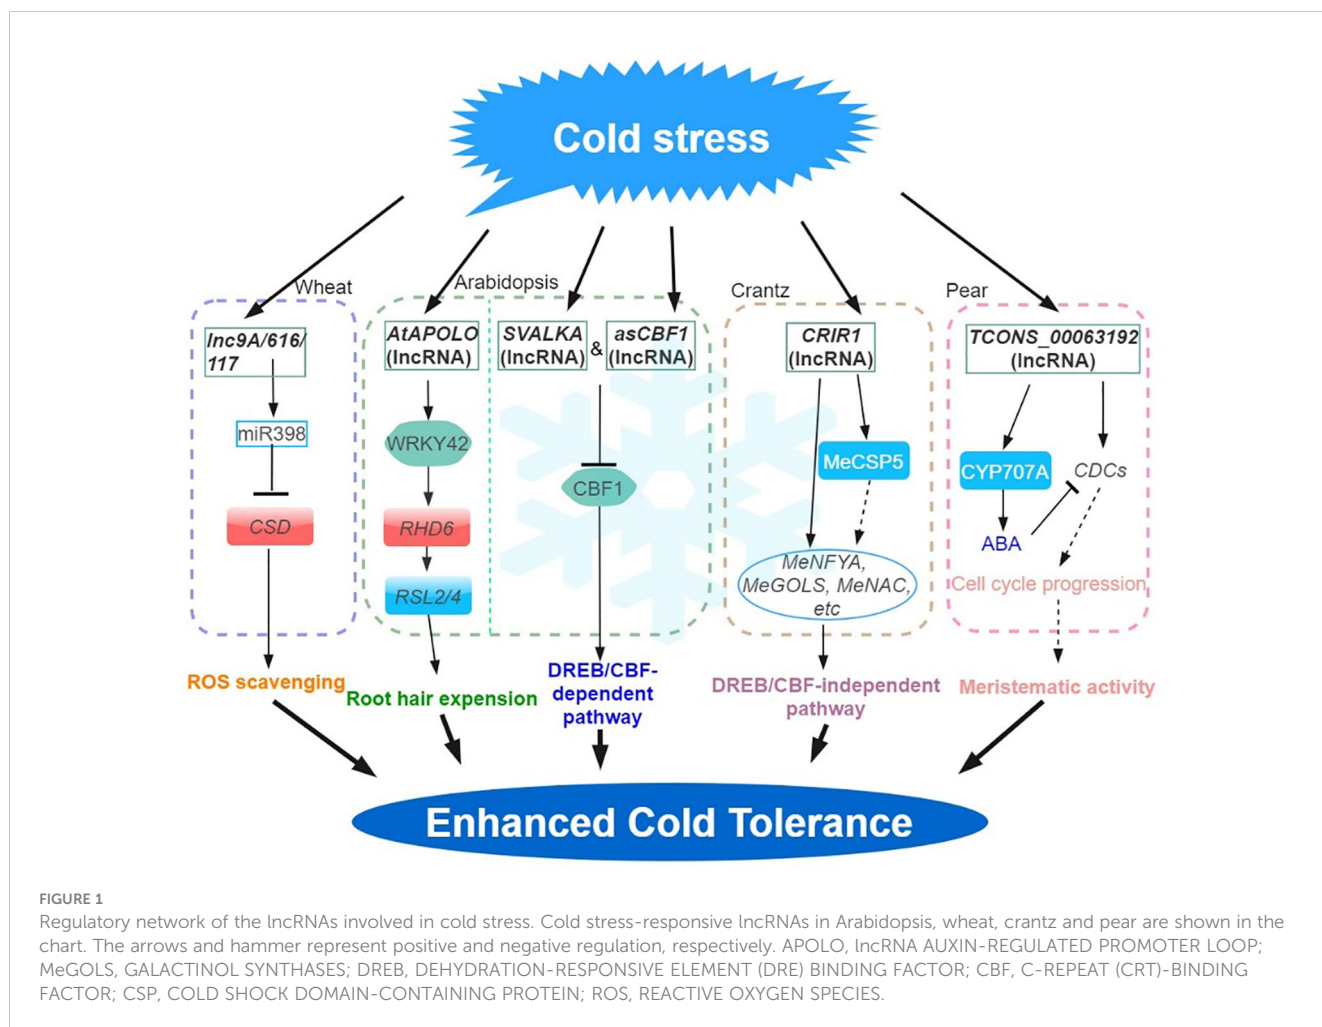 Cold stress
Wheat
Arabidopsis
Crantz
Pear
lnc9A/616/
117
miR398
CSD
ROS scavenging
AtAPOLO
(lncRNA)
WRKY42
RHD6
RSL2/4
Root hair expension
SVALKA
(lncRNA)
&
asCBF1
(lncRNA)
CBF1
DREB/CBF-
dependent
pathway
CRIR1
(lncRNA)
MeCSP5
MeNFYA,
MeGOLS, MeNAC,
etc
DREB/CBF-independent
pathway
TCONS_00063192
(lncRNA)
CYP707A
CDCs
ABA
Cell cycle progression
Meristematic activity
Enhanced Cold Tolerance
FIGURE 1
Regulatory network of the lncRNAs involved in cold stress. Cold stress-responsive lncRNAs in Arabidopsis, wheat, crantz and pear are shown in the
chart. The arrows and hammer represent positive and negative regulation, respectively. APOLO, lncRNA AUXIN-REGULATED PROMOTER LOOP;
MeGOLS, GALACTINOL SYNTHASES; DREB, DEHYDRATION-RESPONSIVE ELEMENT (DRE) BINDING FACTOR; CBF, C-REPEAT (CRT)-BINDING
FACTOR; CSP, COLD SHOCK DOMAIN-CONTAINING PROTEIN; ROS, REACTIVE OXYGEN SPECIES.